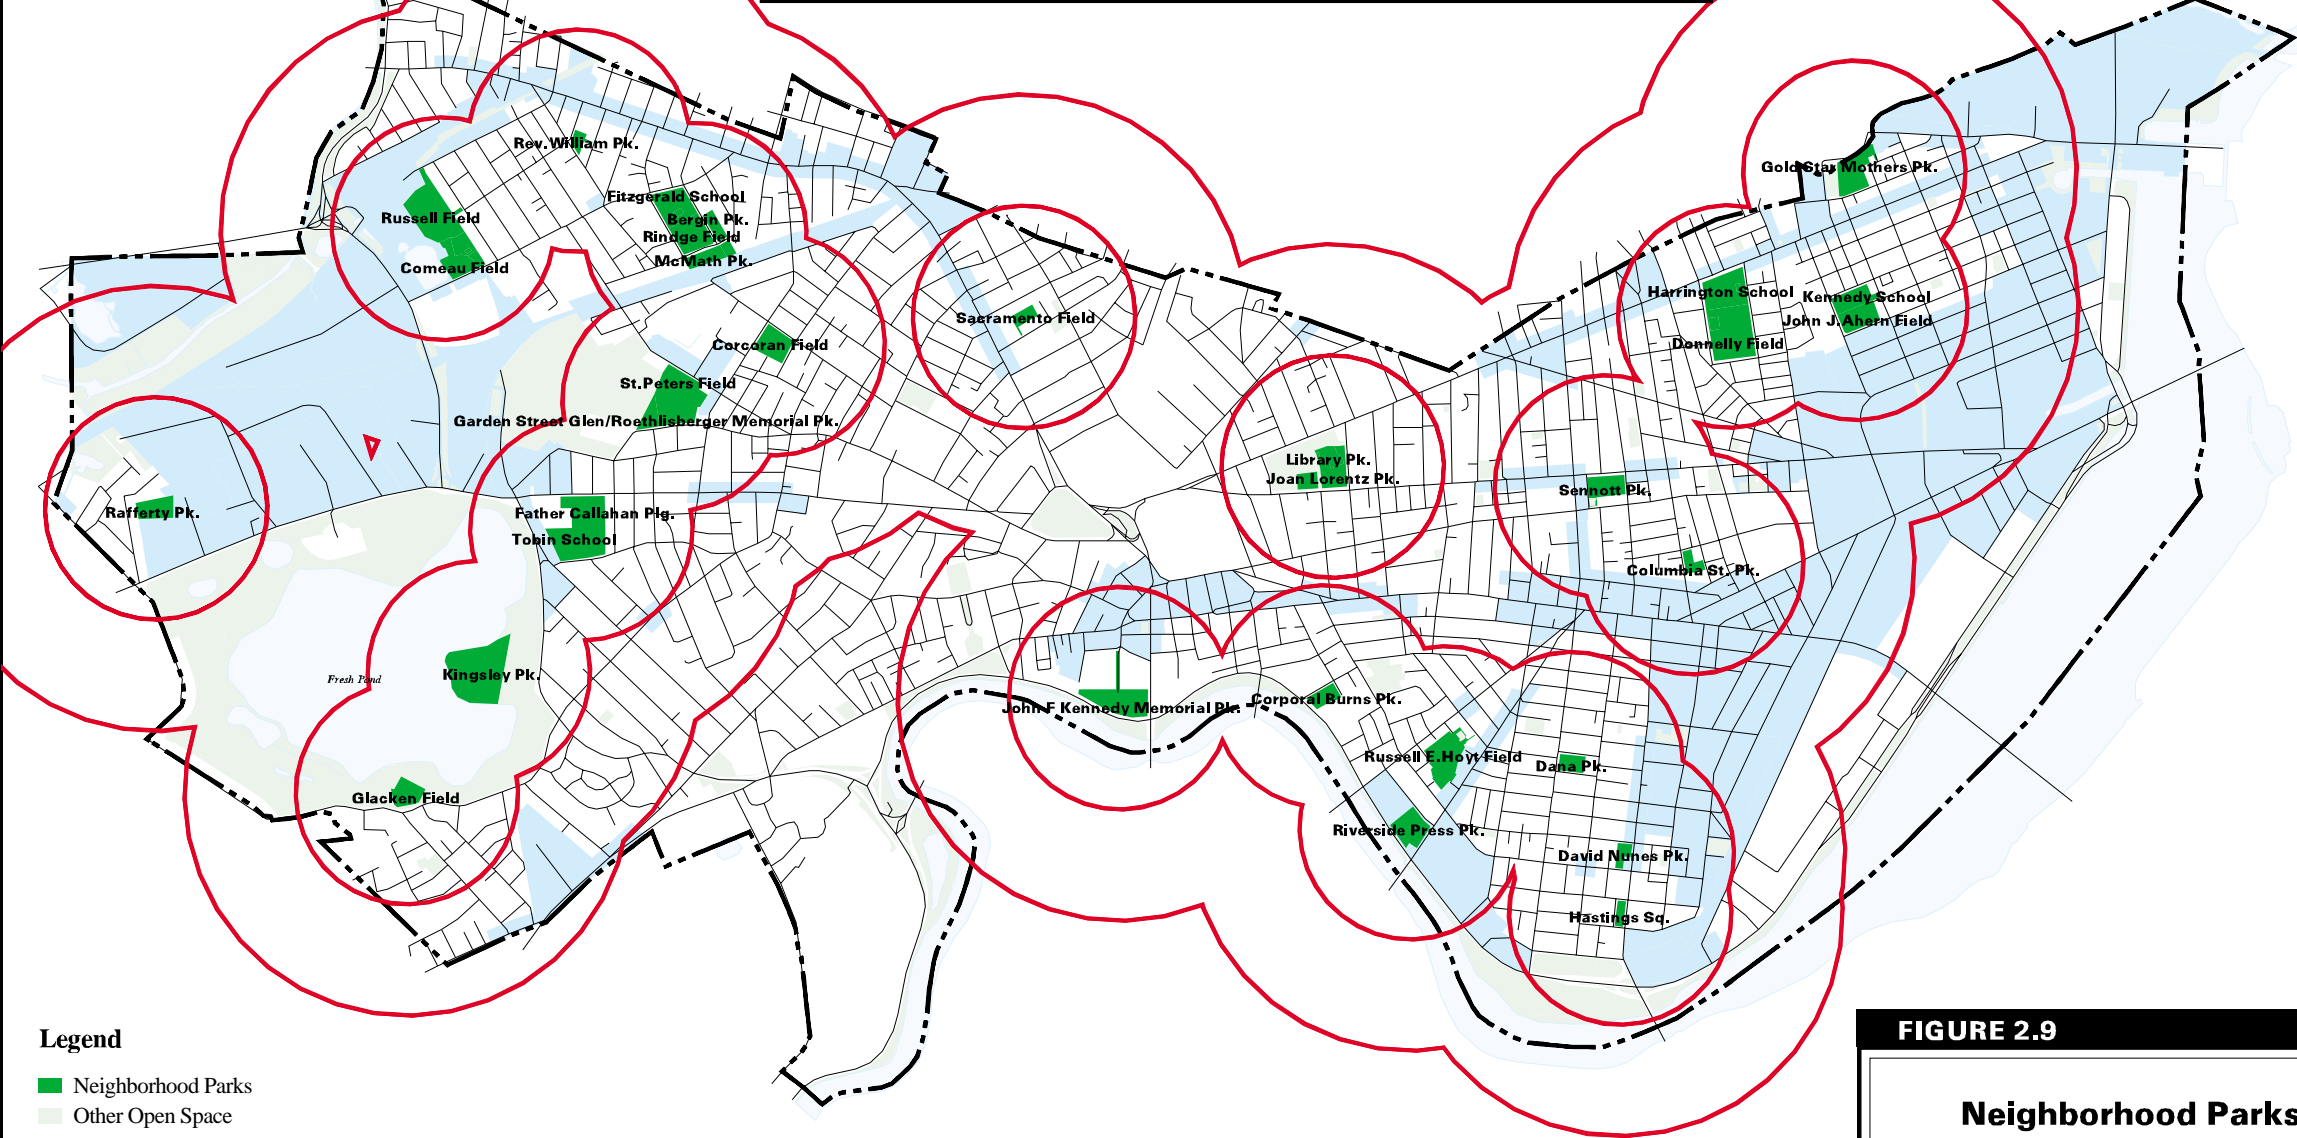 Rev. William Pk.
Gold Star Mothers Pk.
Fitzgerald School
Russell Field
Bergin Pk.
Rindge Field
McMath Pk.
Comeau Field
Harrington School
Kennedy School
Sacramento Field
John J. Ahern Field
Corcoran Field
Donnelly Field
St. Peters Field
Garden Street Glen/Roethlisberger Memorial Pk.
Library Pk.
Joan Lorentz Pk.
Sennott Pk.
Rafferty Pk.
Father Callahan Plg.
Tobin School
Columbia St. Pk.
Kingsley Pk.
Fresh Pond
Corporal Burns Pk.
John F Kennedy Memorial Pk.
Russell E. Hoyt Field
Dana Pk.
Glacken Field
Riverside Press Pk.
David Nunes Pk.
Hastings Sq.
Legend
Neighborhood Parks
Other Open Space
FIGURE 2.9
Neighborhood Parks